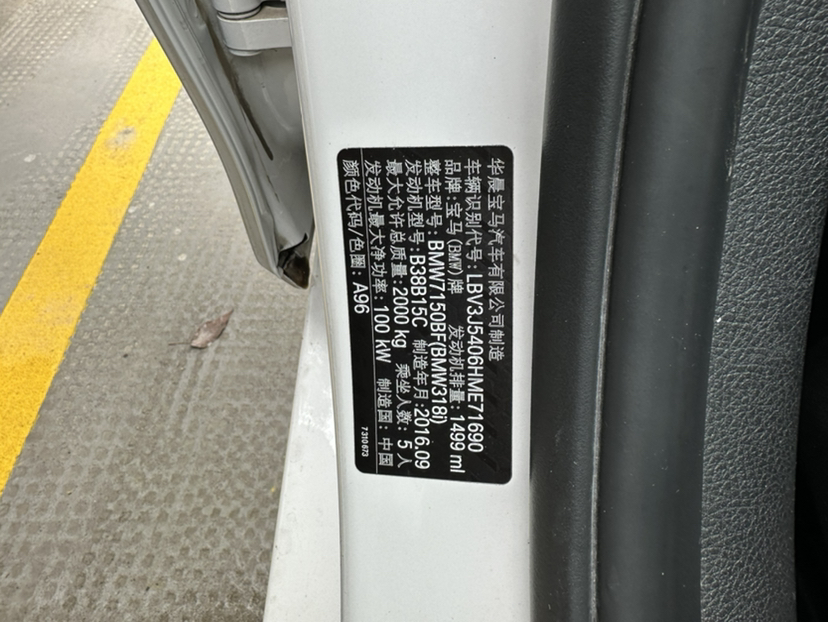 华晨宝马汽车有限公司制造
车辆识别代号: LBV3J5406HME71690
品牌:宝马(BMW)牌 发动机排量: 1499 ml
整车型号: BMW7150BF(BMW318i)
发动机型号:B38B15C 制造年月:2016.09
最大允许总质量: 2000 kg 乘坐人数: 5 人
发动机最大净功率: 100 kW 制造国: 中国
颜色代码/色圈: A96
7310673